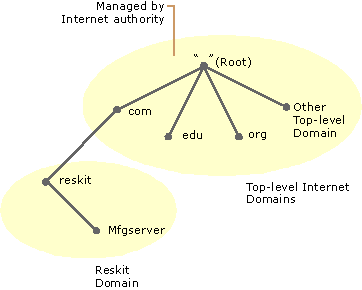 Managed by
Internet authority
" "(Root)
com
edu
org
Other
Top-level
Domain
reskit
Top-level Internet
Domains
Mfgserver
Reskit
Domain